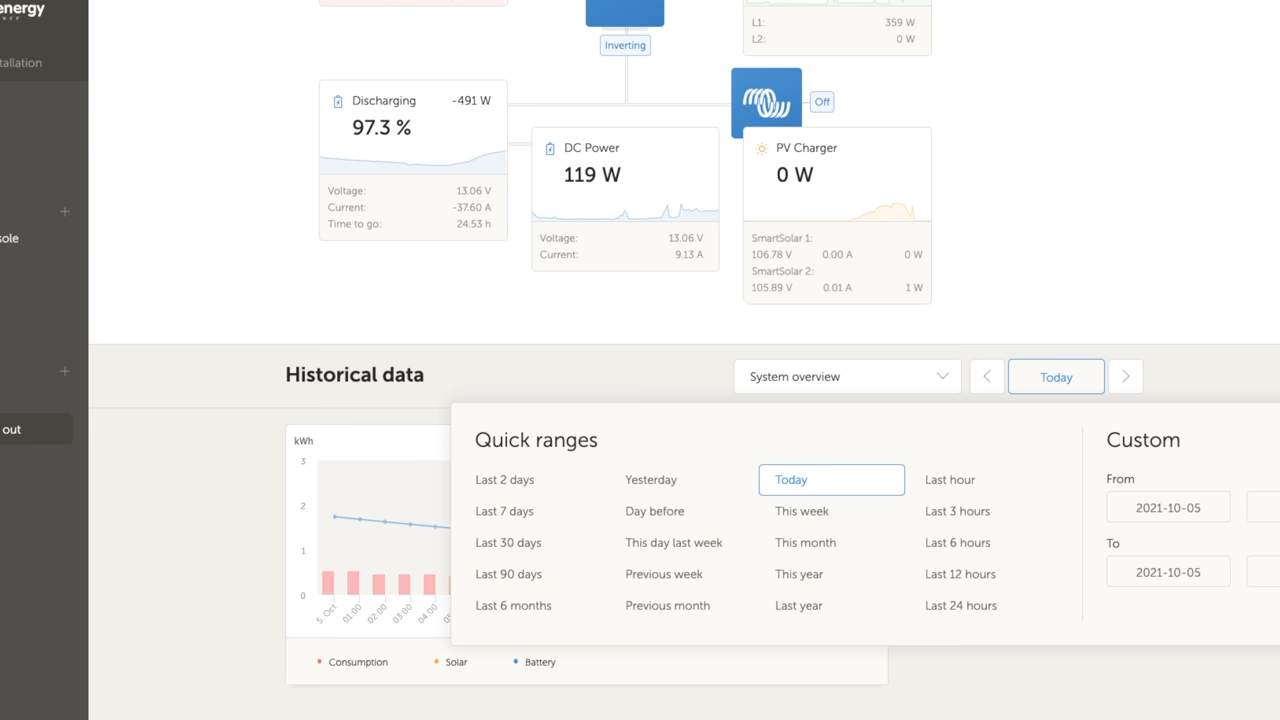 energy
tallation
sole
out
L1: 359 W
L2: 0 W
Inverting
Discharging -491 W
97.3 %
Voltage: 13.06 V
Current: -37.60 A
Time to go: 24.53 h
DC Power
119 W
Voltage: 13.06 V
Current: 9.13 A
Off
PV Charger
0 W
SmartSolar 1:
106.78 V 0.00 A 0 W
SmartSolar 2:
105.89 V 0.01 A 1 W
Historical data
System overview
Today
kWh
3
2
1
0
5. Oct 01:00 02:00 03:00 04:00
Consumption Solar Battery
Quick ranges
Last 2 days Yesterday Today Last hour
Last 7 days Day before This week Last 3 hours
Last 30 days This day last week This month Last 6 hours
Last 90 days Previous week This year Last 12 hours
Last 6 months Previous month Last year Last 24 hours
Custom
From
2021-10-05
To
2021-10-05